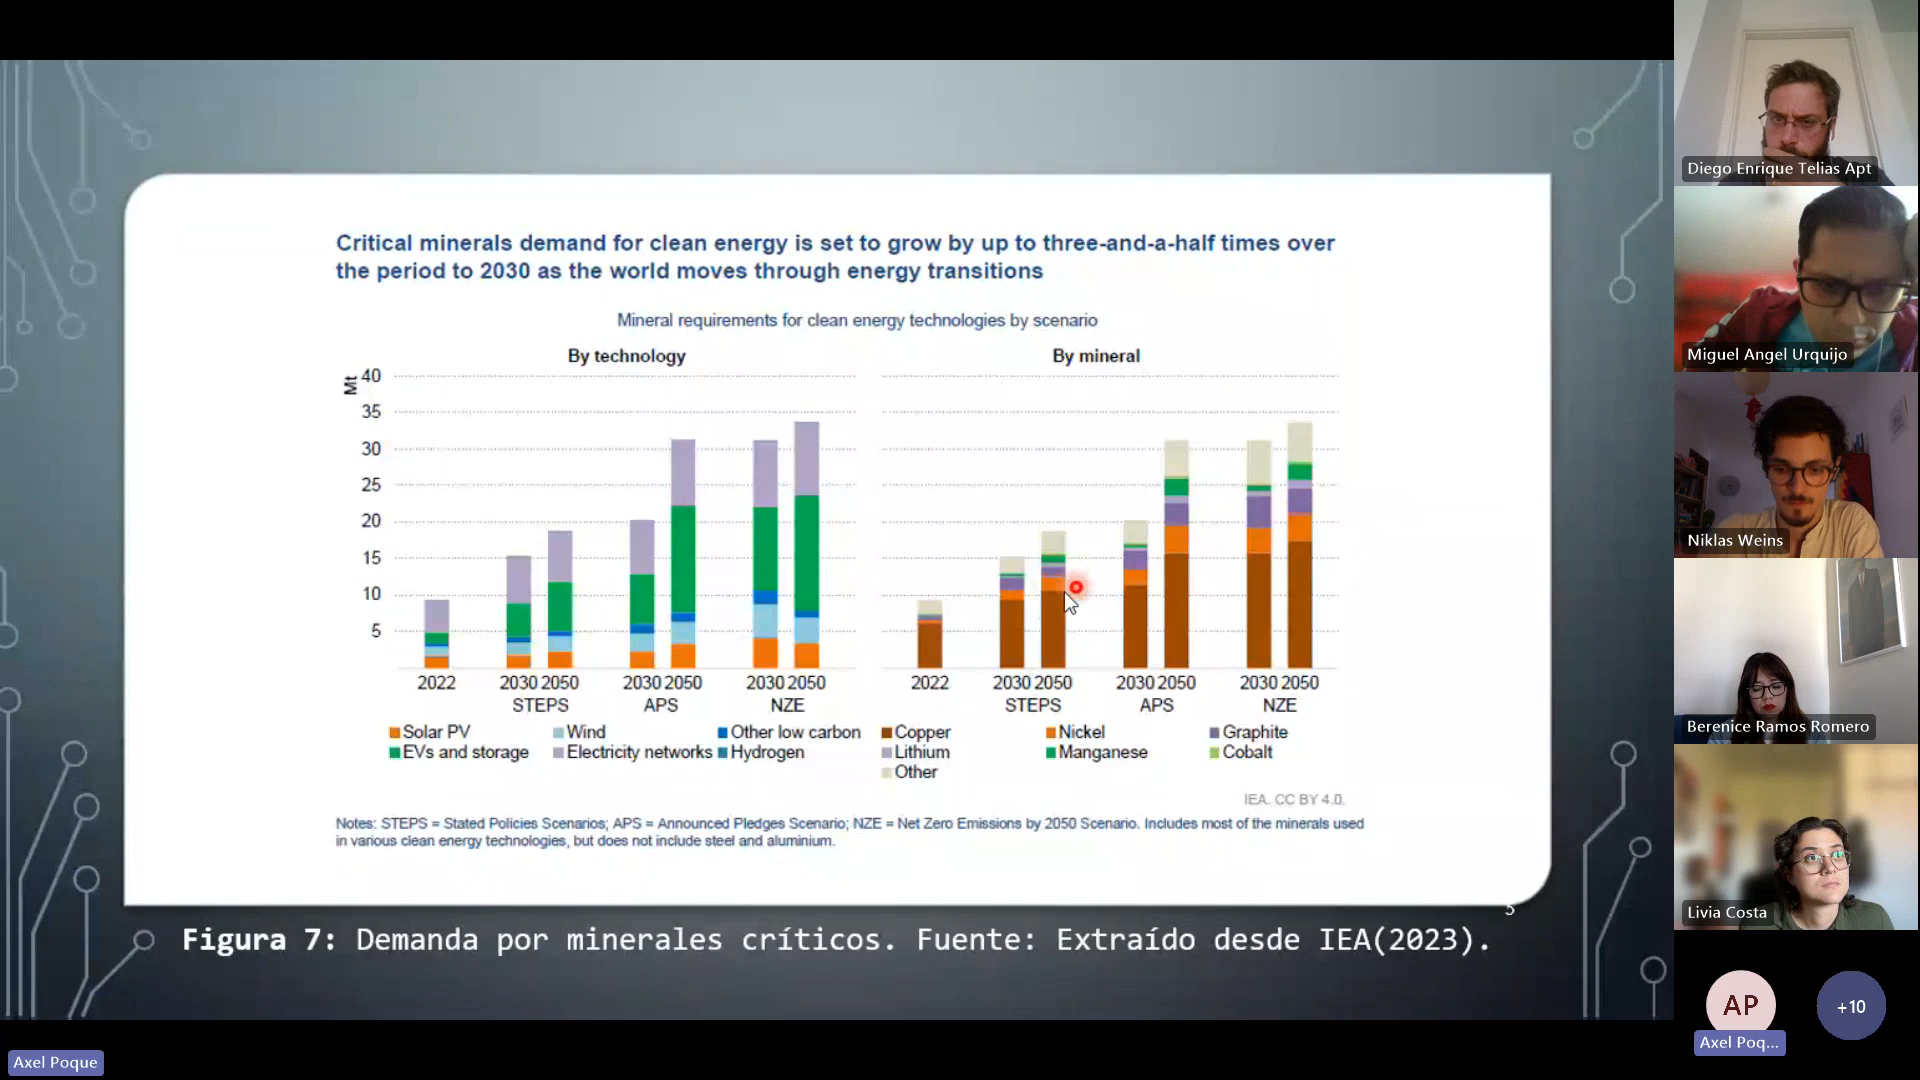 Critical minerals demand for clean energy is set to grow by up to three-and-a-half times over
the period to 2030 as the world moves through energy transitions
Mineral requirements for clean energy technologies by scenario
By technology
By mineral
Mt
40
35
30
25
20
15
10
5
2022
2030 2050
STEPS
2030 2050
APS
2030 2050
NZE
2022
2030 2050
STEPS
2030 2050
APS
2030 2050
NZE
Solar PV
Wind
Other low carbon
EVs and storage
Electricity networks
Hydrogen
Copper
Nickel
Graphite
Lithium
Manganese
Cobalt
Other
IEA. CC BY 4.0.
Notes: STEPS = Stated Policies Scenarios; APS = Announced Pledges Scenario; NZE = Net Zero Emissions by 2050 Scenario. Includes most of the minerals used
in various clean energy technologies, but does not include steel and aluminium.
5
Figura 7: Demanda por minerales críticos. Fuente: Extraído desde IEA(2023).
Diego Enrique Telias Apt
Miguel Angel Urquijo
Niklas Weins
Berenice Ramos Romero
Livia Costa
AP
Axel Poq...
+10
Axel Poque